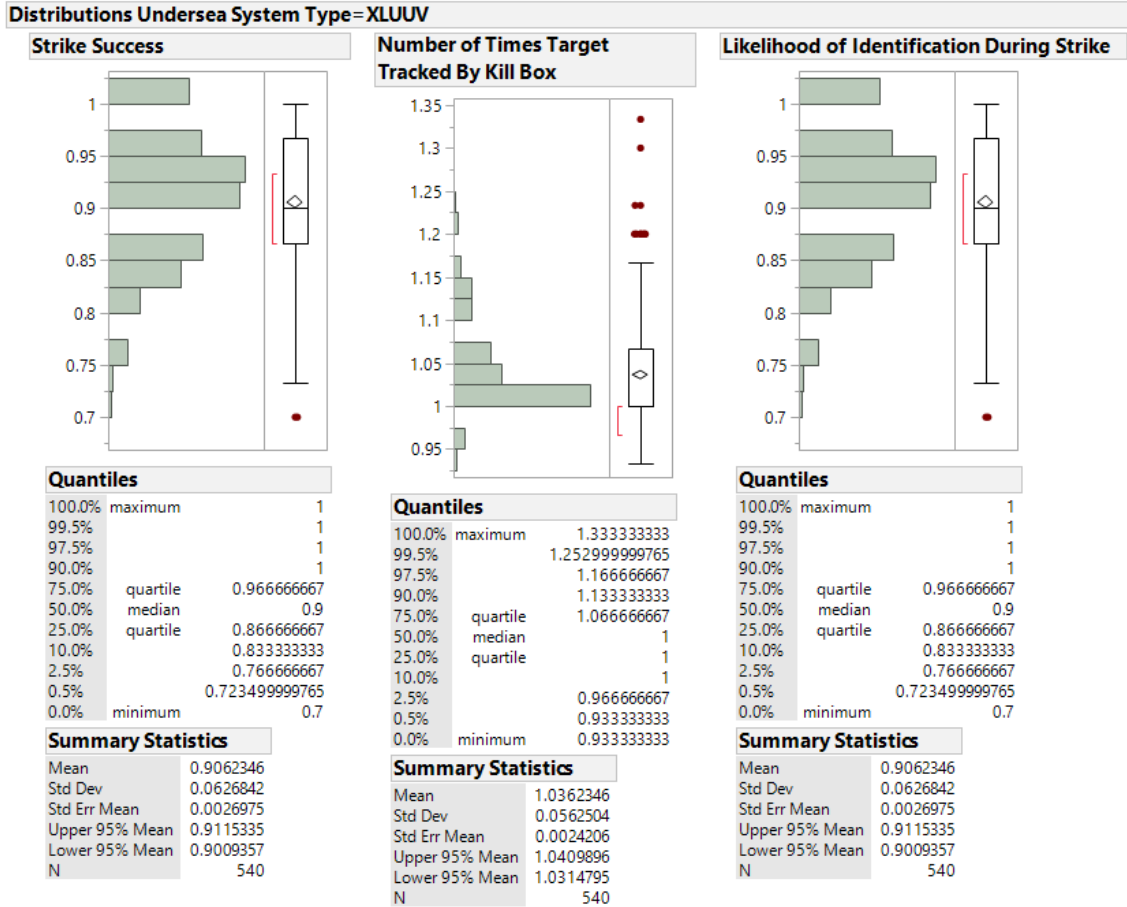 Distributions Undersea System Type=XLUUV
Strike Success
1
0.95
0.9
0.85
0.8
0.75
0.7
Quantiles
100.0% maximum 1
99.5% 1
97.5% 1
90.0% 1
75.0% quartile 0.966666667
50.0% median 0.9
25.0% quartile 0.866666667
10.0% 0.833333333
2.5% 0.766666667
0.5% 0.723499999765
0.0% minimum 0.7
Summary Statistics
Mean 0.9062346
Std Dev 0.0626842
Std Err Mean 0.0026975
Upper 95% Mean 0.9115335
Lower 95% Mean 0.9009357
N 540
Number of Times Target
Tracked By Kill Box
1.35
1.3
1.25
1.2
1.15
1.1
1.05
1
0.95
Quantiles
100.0% maximum 1.333333333
99.5% 1.252999999765
97.5% 1.166666667
90.0% 1.133333333
75.0% quartile 1.066666667
50.0% median 1
25.0% quartile 1
10.0% 1
2.5% 0.966666667
0.5% 0.933333333
0.0% minimum 0.933333333
Summary Statistics
Mean 1.0362346
Std Dev 0.0562504
Std Err Mean 0.0024206
Upper 95% Mean 1.0409896
Lower 95% Mean 1.0314795
N 540
Likelihood of Identification During Strike
1
0.95
0.9
0.85
0.8
0.75
0.7
Quantiles
100.0% maximum 1
99.5% 1
97.5% 1
90.0% 1
75.0% quartile 0.966666667
50.0% median 0.9
25.0% quartile 0.866666667
10.0% 0.833333333
2.5% 0.766666667
0.5% 0.723499999765
0.0% minimum 0.7
Summary Statistics
Mean 0.9062346
Std Dev 0.0626842
Std Err Mean 0.0026975
Upper 95% Mean 0.9115335
Lower 95% Mean 0.9009357
N 540